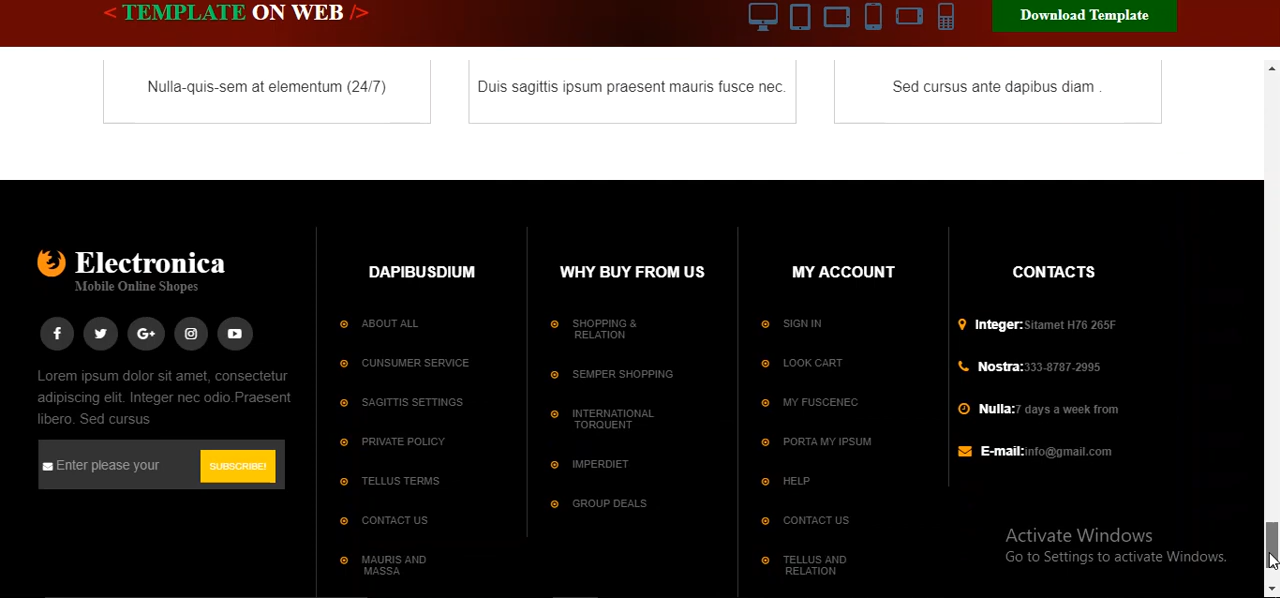 < TEMPLATE ON WEB />
Download Template
Nulla-quis-sem at elementum (24/7)
Duis sagittis ipsum praesent mauris fusce nec.
Sed cursus ante dapibus diam .
Electronica
Mobile Online Shopes
Lorem ipsum dolor sit amet, consectetur
adipiscing elit. Integer nec odio.Praesent
libero. Sed cursus
Enter please your
SUBSCRIBE!
DAPIBUSDIUM
ABOUT ALL
CUNSUMER SERVICE
SAGITTIS SETTINGS
PRIVATE POLICY
TELLUS TERMS
CONTACT US
MAURIS AND
MASSA
WHY BUY FROM US
SHOPPING &
RELATION
SEMPER SHOPPING
INTERNATIONAL
TORQUENT
IMPERDIET
GROUP DEALS
MY ACCOUNT
SIGN IN
LOOK CART
MY FUSCENEC
PORTA MY IPSUM
HELP
CONTACT US
TELLUS AND
RELATION
CONTACTS
Integer:Sitamet H76 265F
Nostra:333-8787-2995
Nulla:7 days a week from
E-mail:info@gmail.com
Activate Windows
Go to Settings to activate Windows.